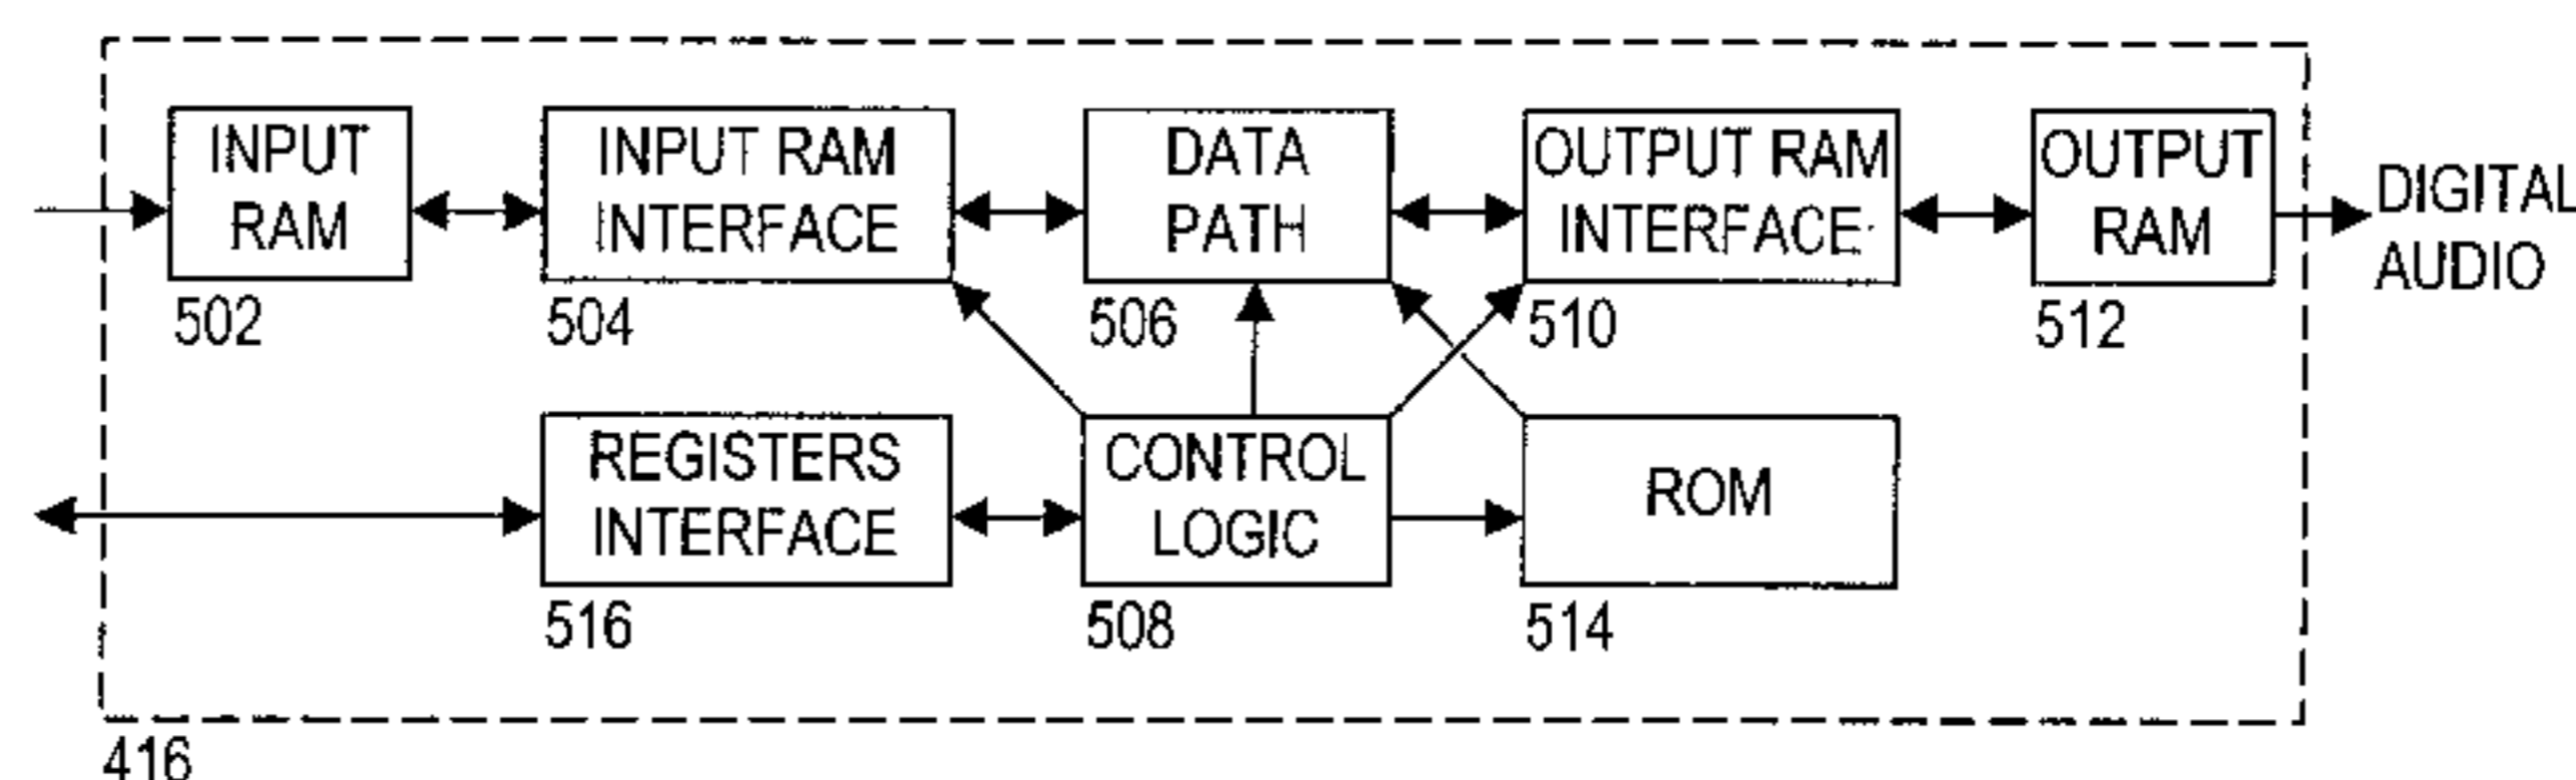 INPUT
RAM
502
INPUT RAM
INTERFACE
504
DATA
PATH
506
OUTPUT RAM
INTERFACE
510
OUTPUT
RAM
512
DIGITAL
AUDIO
REGISTERS
INTERFACE
516
CONTROL
LOGIC
508
ROM
514
416